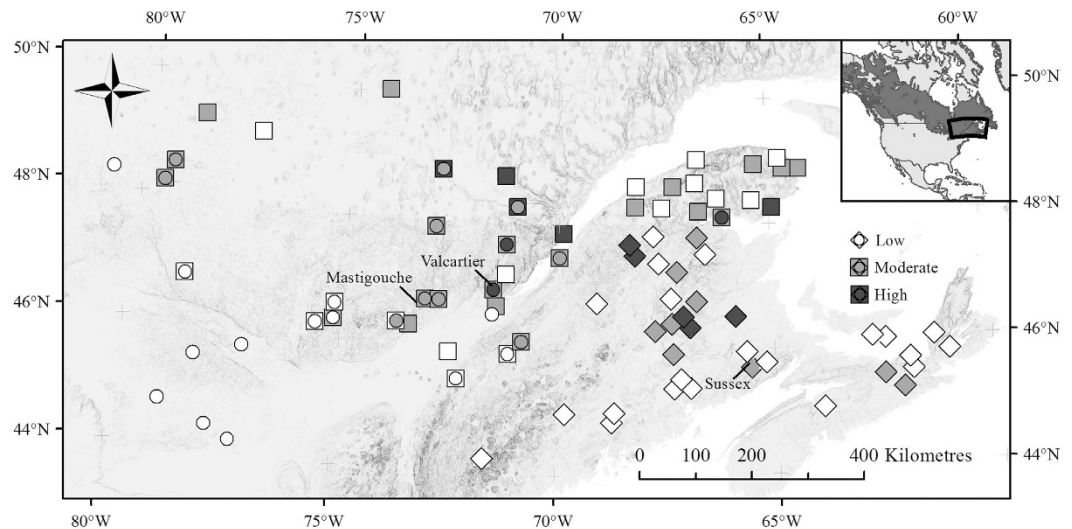 80°W 75°W 70°W 65°W 60°W
50°N 50°N
48°N 48°N
Low
Moderate
High
Valcartier
Mastigouche
46°N 46°N
Sussex
44°N 44°N
0 100 200 400 Kilometres
80°W 75°W 70°W 65°W